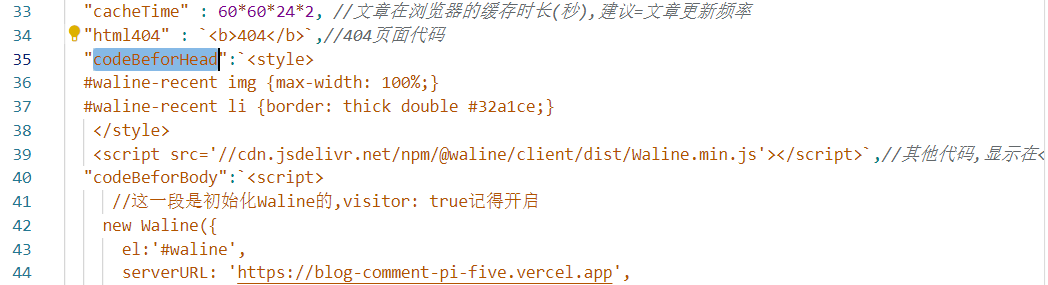 33 "cacheTime" : 60*60*24*2, //文章在浏览器的缓存时长(秒),建议=文章更新频率
34 "html404" : `<b>404</b>`,//404页面代码
35 "codeBeforHead":`<style>
36 #waline-recent img {max-width: 100%;}
37 #waline-recent li {border: thick double #32a1ce;}
38 </style>
39 <script src='//cdn.jsdelivr.net/npm/@waline/client/dist/Waline.min.js'></script>`,//其他代码,显示在<
40 "codeBeforBody":`<script>
41 //这一段是初始化Waline的,visitor: true记得开启
42 new Waline({
43 el:'#waline',
44 serverURL: 'https://blog-comment-pi-five.vercel.app',